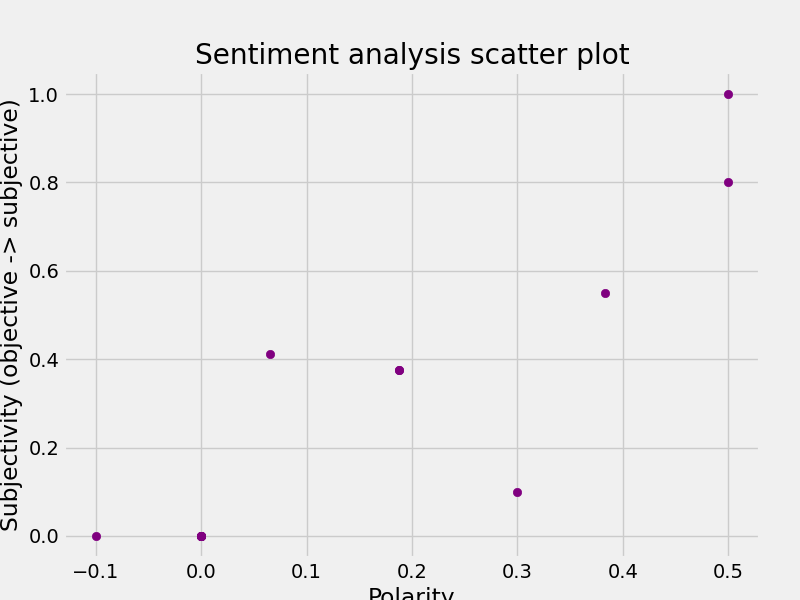 Sentiment analysis scatter plot
Subjectivity (objective -> subjective)
1.0
0.8
0.6
0.4
0.2
0.0
−0.1 0.0 0.1 0.2 0.3 0.4 0.5
Polarity